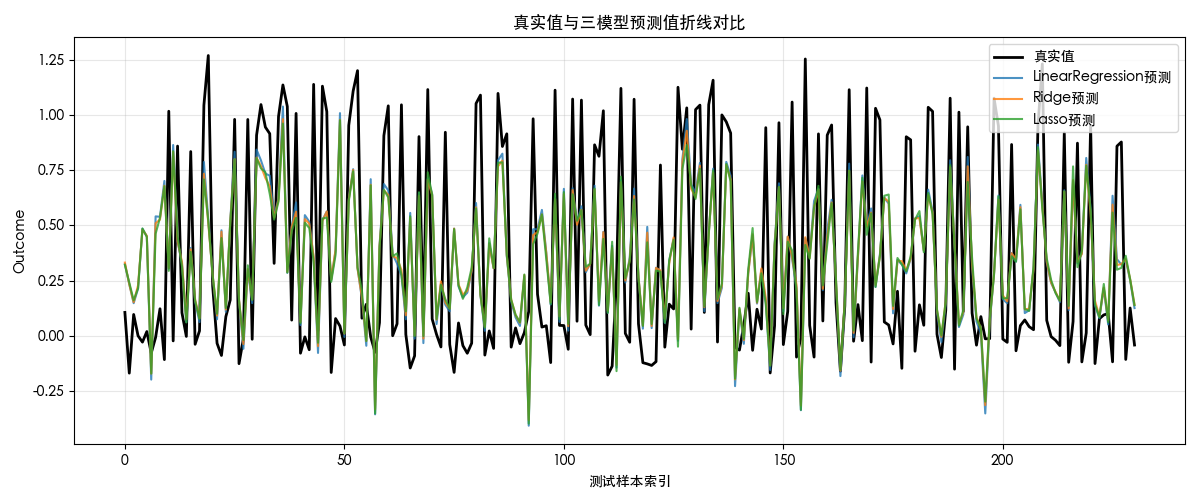 真实值与三模型预测值折线对比
真实值
LinearRegression预测
Ridge预测
Lasso预测
Outcome
1.25
1.00
0.75
0.50
0.25
0.00
-0.25
0
50
100
150
200
测试样本索引